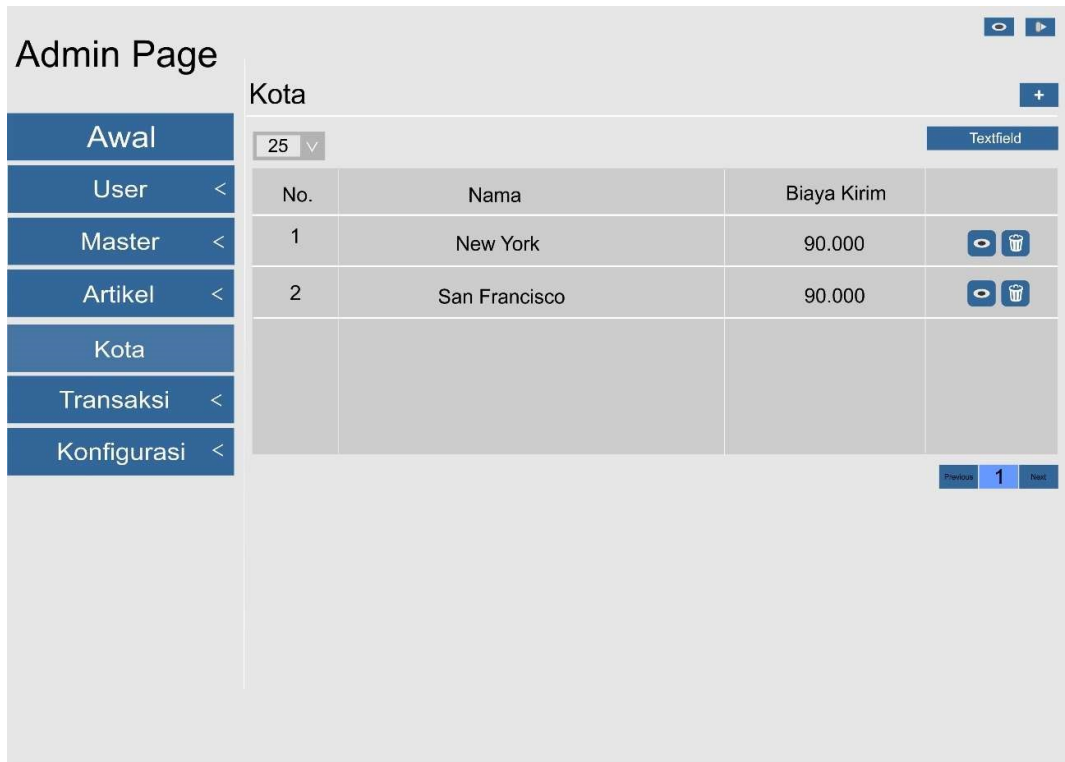 Admin Page
Kota
+
Awal
User <
Master <
Artikel <
Kota
Transaksi <
Konfigurasi <
25
Textfield
No. Nama Biaya Kirim
1 New York 90.000
2 San Francisco 90.000
Previous 1 Next